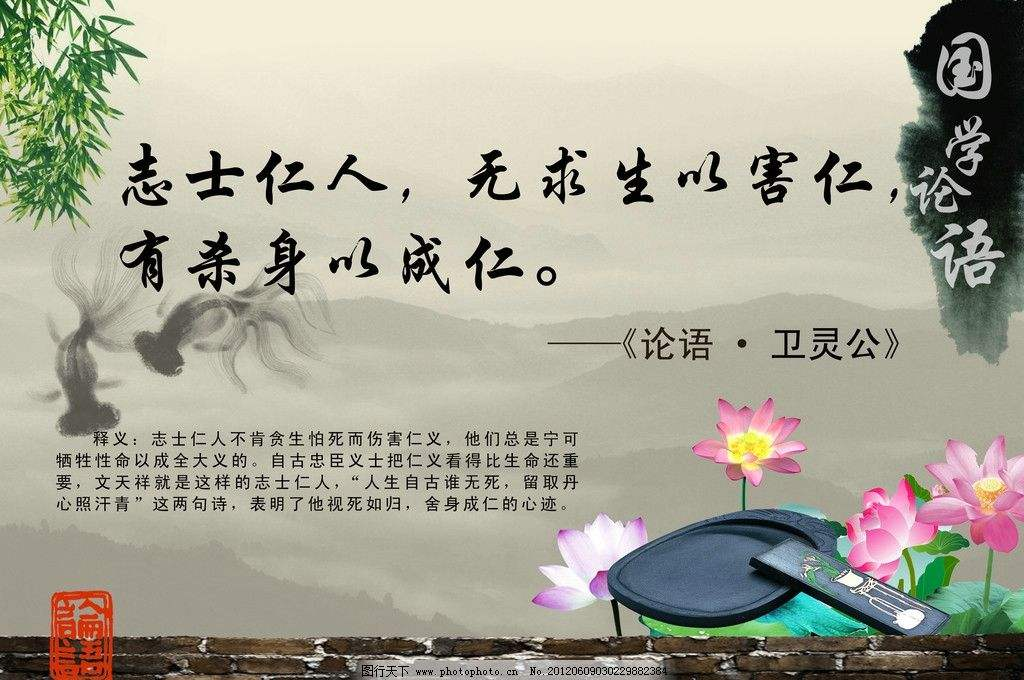 志士仁人，无求生以害仁，
有杀身以成仁。
——《论语 · 卫灵公》
国学论语
释义：志士仁人不肯贪生怕死而伤害仁义，他们总是宁可
牺牲性命以成全大义的。自古忠臣义士把仁义看得比生命还重
要，文天祥就是这样的志士仁人，“人生自古谁无死，留取丹
心照汗青”这两句诗，表明了他视死如归，舍身成仁的心迹。
图行天下 www.photophoto.cn No.20120609030229882384